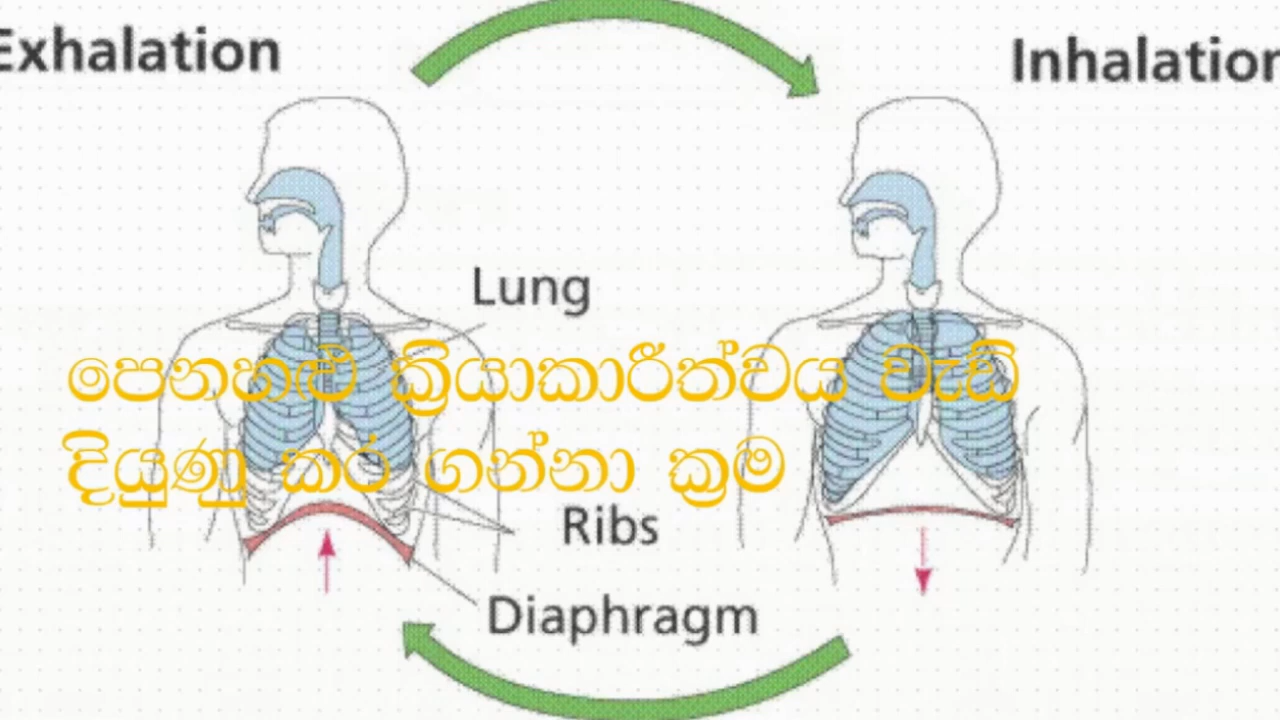 Exhalation
Inhalation
Lung
පෙනහළු ක්‍රියාකාරීත්වය වැඩි
දියුණු කර ගන්නා ක්‍රම
Ribs
Diaphragm